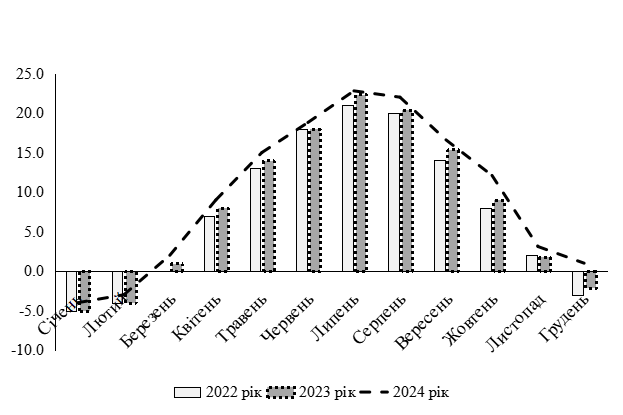 25.0
20.0
15.0
10.0
5.0
0.0
-5.0
-10.0
Січень
Лютий
Березень
Квітень
Травень
Червень
Липень
Серпень
Вересень
Жовтень
Листопад
Грудень
2022 рік 2023 рік 2024 рік